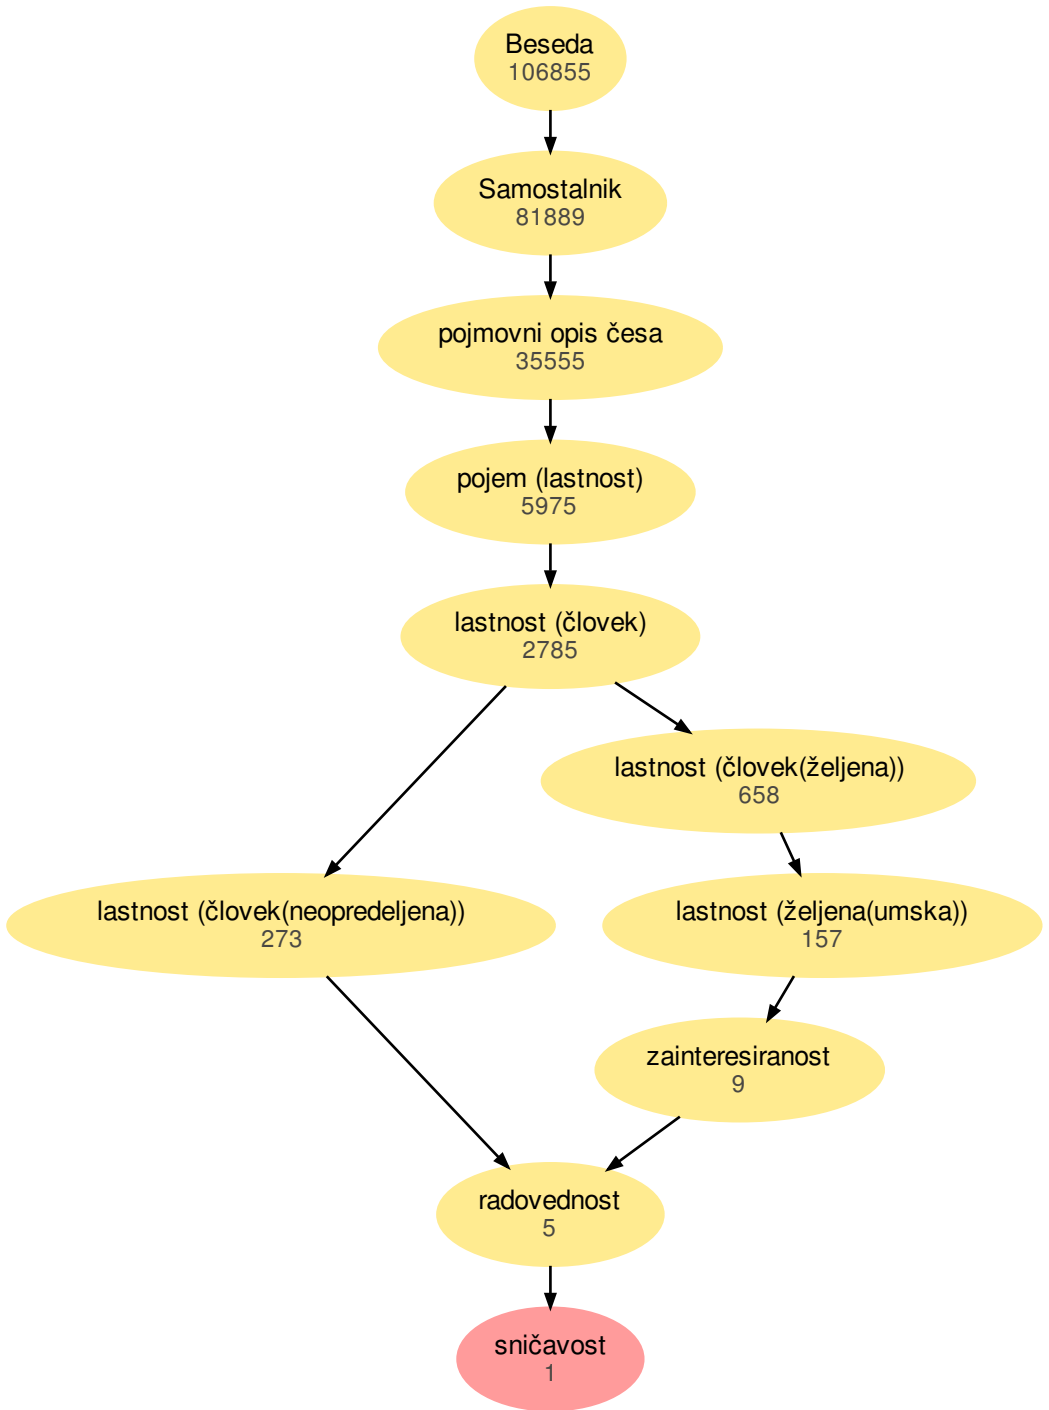 Beseda
106855
Samostalnik
81889
pojmovni opis česa
35555
pojem (lastnost)
5975
lastnost (človek)
2785
lastnost (človek(željena))
658
lastnost (človek(neopredeljena))
273
lastnost (željena(umska))
157
zainteresiranost
9
radovednost
5
sničavost
1